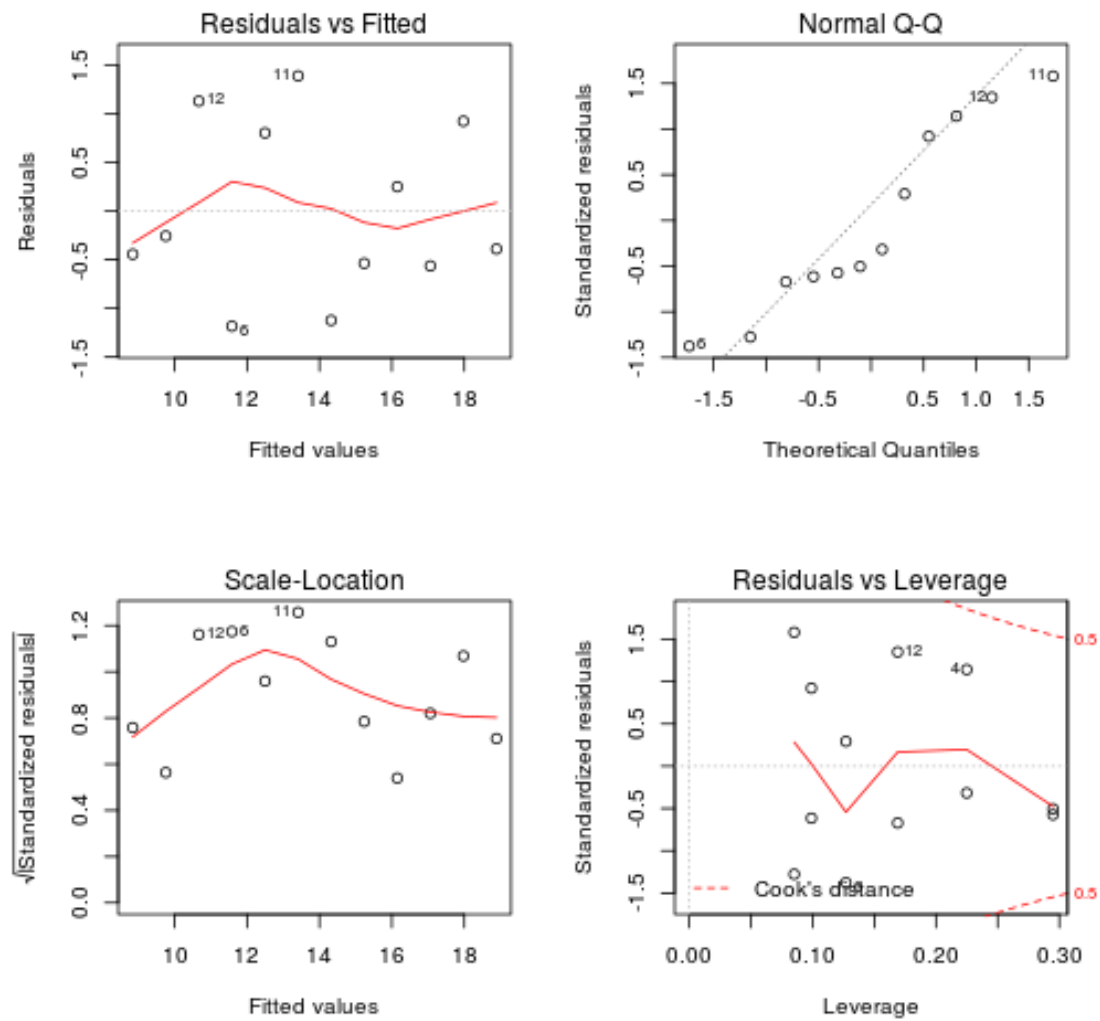 Residuals vs Fitted
Residuals
1.5
0.5
-0.5
-1.5
11
12
6
10 12 14 16 18
Fitted values
Normal Q-Q
Standardized residuals
1.5
0.5
-0.5
-1.5
11
12
6
-1.5 -0.5 0.5 1.0 1.5
Theoretical Quantiles
Scale-Location
√|Standardized residuals|
1.2
0.8
0.4
0.0
11
12 6
10 12 14 16 18
Fitted values
Residuals vs Leverage
Standardized residuals
1.5
0.5
-0.5
-1.5
12
4
0.5
Cook's distance
0.5
0.00 0.10 0.20 0.30
Leverage